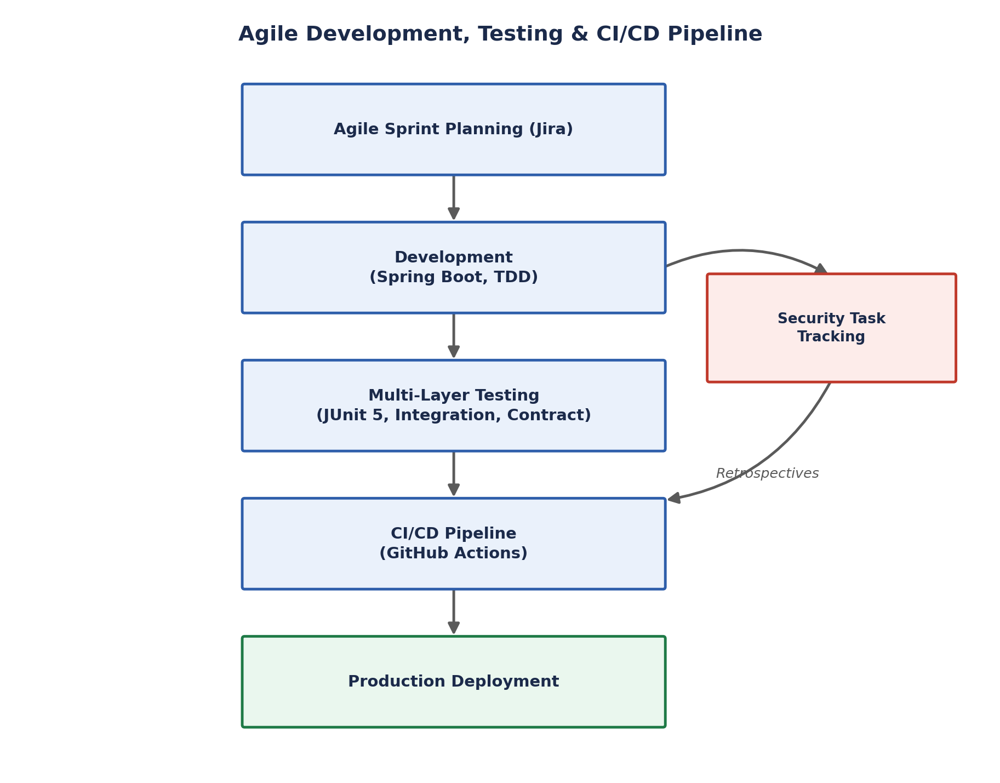 Agile Development, Testing & CI/CD Pipeline
Agile Sprint Planning (Jira)
Development
(Spring Boot, TDD)
Security Task
Tracking
Multi-Layer Testing
(JUnit 5, Integration, Contract)
Retrospectives
CI/CD Pipeline
(GitHub Actions)
Production Deployment